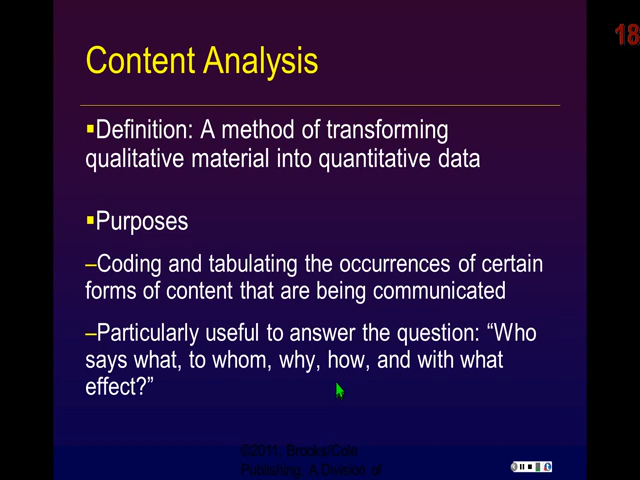 18
Content Analysis
▪Definition: A method of transforming
qualitative material into quantitative data
▪Purposes
–Coding and tabulating the occurrences of certain
forms of content that are being communicated
–Particularly useful to answer the question: “Who
says what, to whom, why, how, and with what
effect?”
©2011. Brooks/Cole
Publishing. A Division of